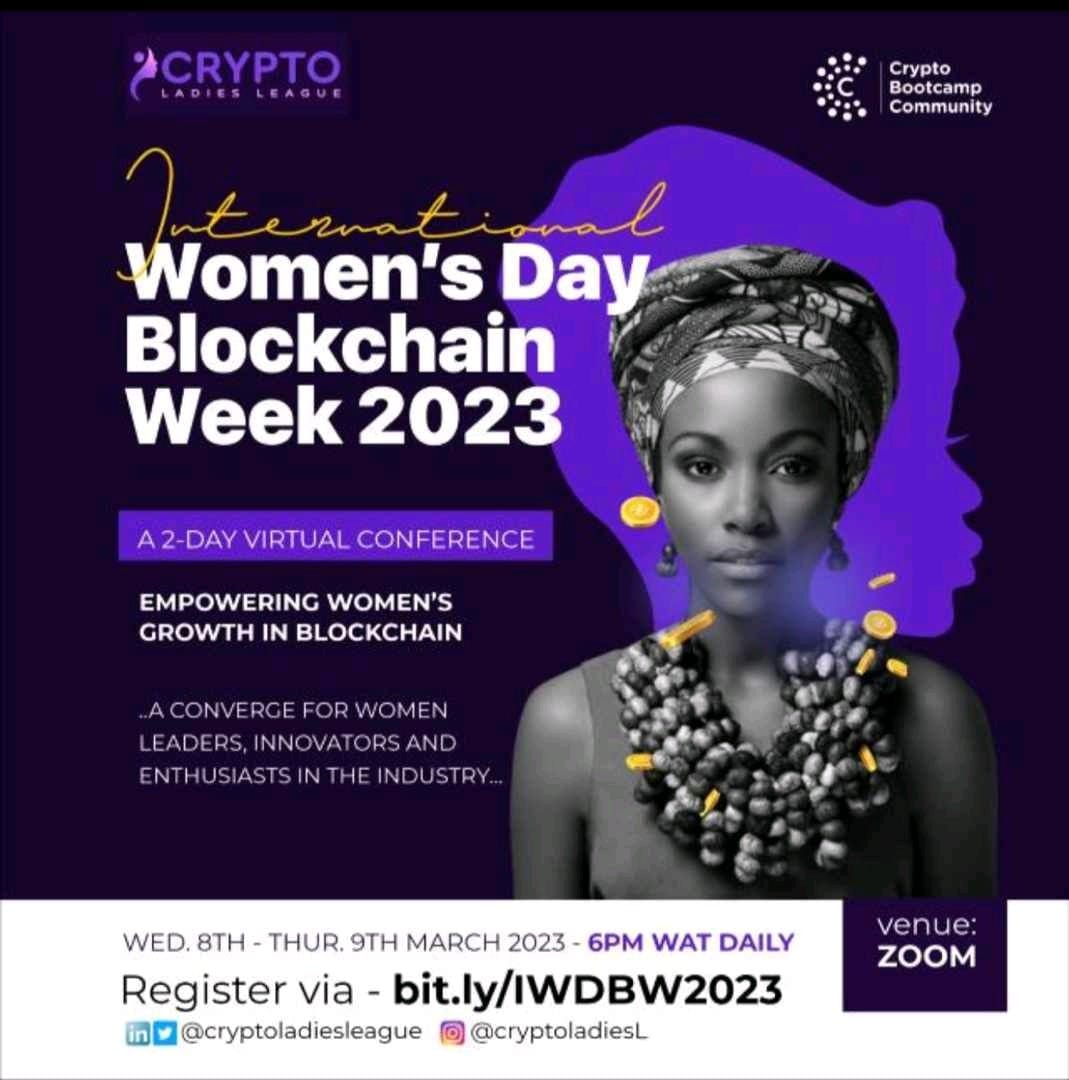 CRYPTO
LADIES LEAGUE
Crypto
Bootcamp
Community
International
Women's Day
Blockchain
Week 2023
A 2-DAY VIRTUAL CONFERENCE
EMPOWERING WOMEN'S
GROWTH IN BLOCKCHAIN
..A CONVERGE FOR WOMEN
LEADERS, INNOVATORS AND
ENTHUSIASTS IN THE INDUSTRY...
WED. 8TH - THUR. 9TH MARCH 2023 - 6PM WAT DAILY
Register via - bit.ly/IWDBW2023
@cryptoladiesleague @cryptoladiesL
venue:
ZOOM